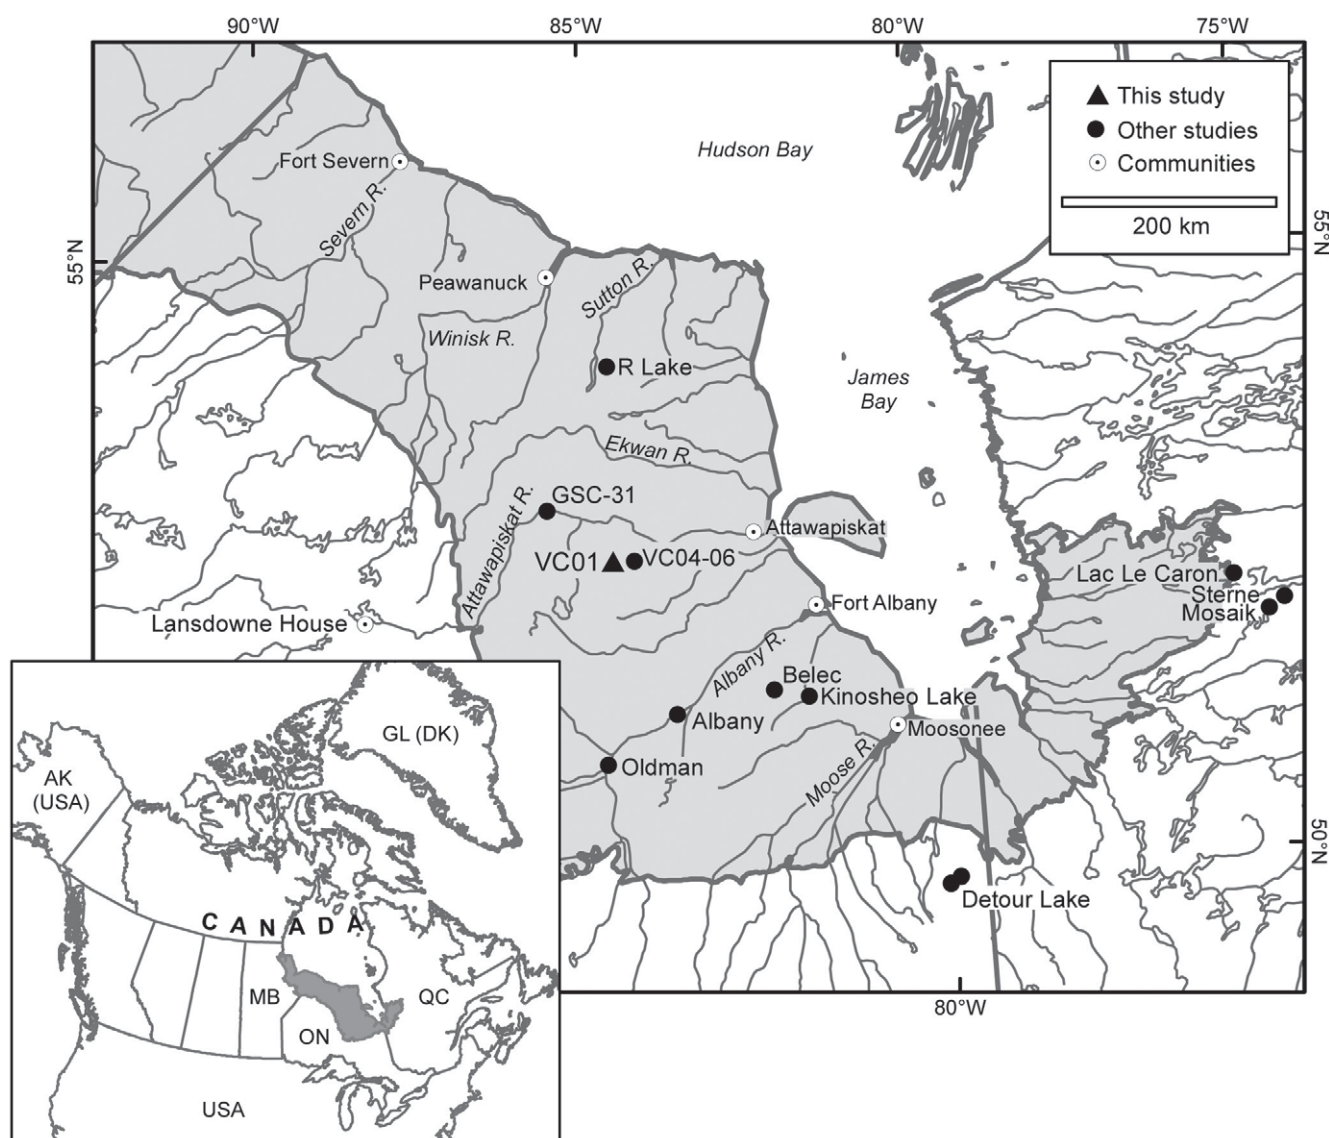 90°W
85°W
80°W
75°W
This study
Other studies
Communities
200 km
Hudson Bay
Fort Severn
Severn R.
55°N
55°N
Peawanuck
Sutton R.
Winisk R.
R Lake
James
Bay
Ekwan R.
GSC-31
Attawapiskat R.
Attawapiskat
VC01
VC04-06
Lac Le Caron
Sterne
Mosaik
Fort Albany
Lansdowne House
Albany R.
Belec
Kinosheo Lake
Albany
Moosonee
Oldman
Moose R.
50°N
Detour Lake
80°W
GL (DK)
AK
(USA)
CANADA
MB
QC
ON
USA